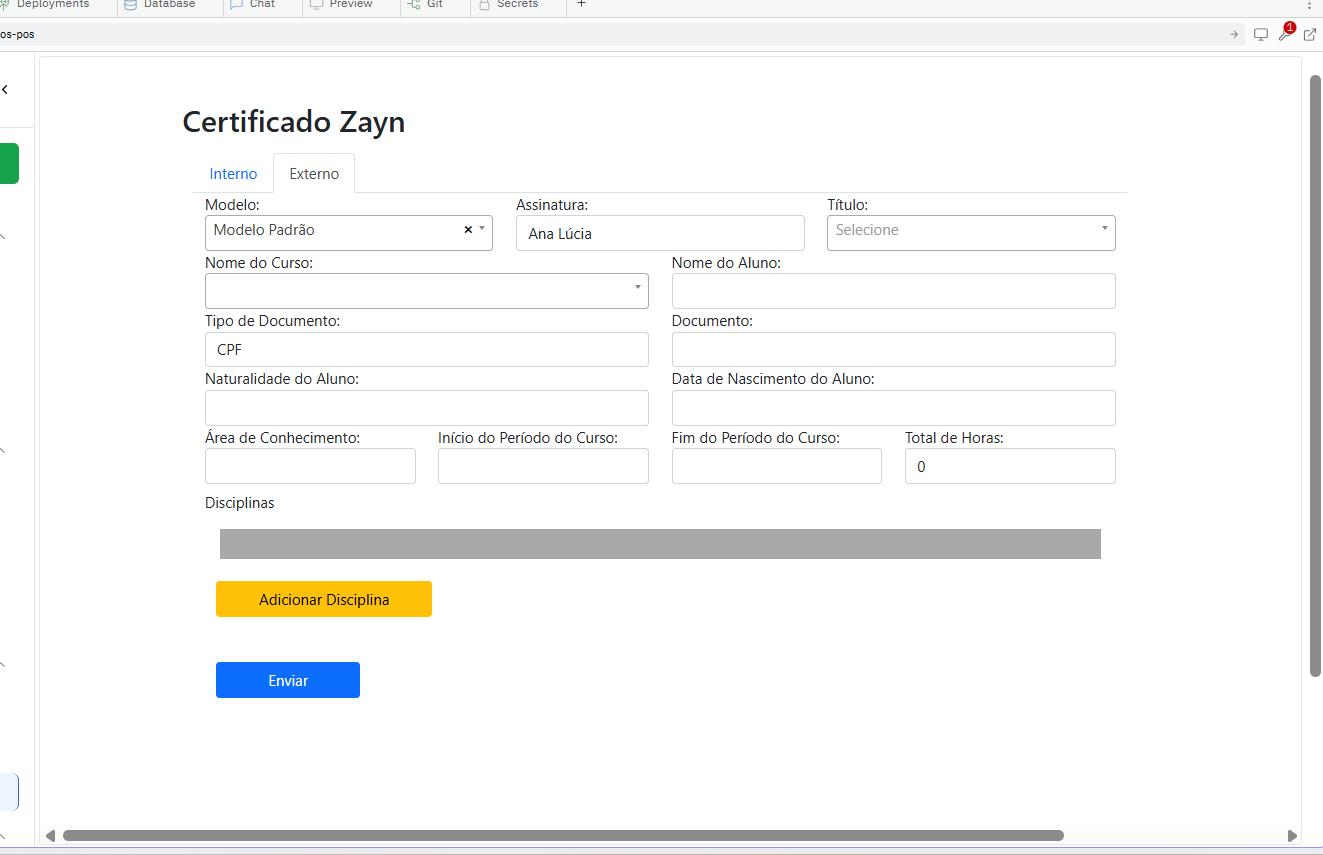 Deployments Database Chat Preview Git Secrets +
os-pos
1
Certificado Zayn
Interno Externo
Modelo: Assinatura: Título:
Modelo Padrão × Ana Lúcia Selecione
Nome do Curso: Nome do Aluno:
Tipo de Documento: Documento:
CPF
Naturalidade do Aluno: Data de Nascimento do Aluno:
Área de Conhecimento: Início do Período do Curso: Fim do Período do Curso: Total de Horas:
0
Disciplinas
Adicionar Disciplina
Enviar